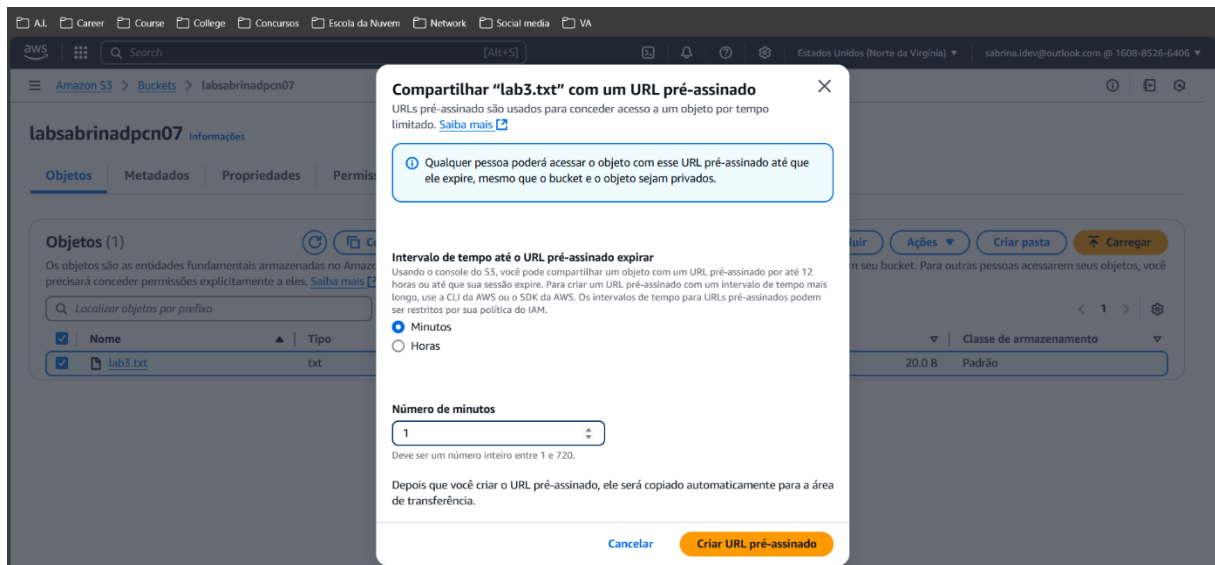 A.I. Career Course College Concursos Escola da Nuvem Network Social media VA
aws Search [Alt+S] Estados Unidos (Norte da Virgínia) sabrina.idev@outlook.com @ 1608-8526-6406
Amazon S3 > Buckets > labsabrinadpcn07
labsabrinadpcn07 Informações
Objetos Metadados Propriedades
Objetos (1)
Ações Criar pasta Carregar
Os objetos são as entidades fundamentais armazenadas no
seu bucket. Para outras pessoas acessarem seus objetos, você
precisará conceder permissões explicitamente a eles. Saiba mais
Localizar objetos por prefixo
< 1 >
Nome Tipo Classe de armazenamento
lab3.txt txt 20.0 B Padrão
Compartilhar “lab3.txt” com um URL pré-assinado
URLs pré-assinado são usados para conceder acesso a um objeto por tempo
limitado. Saiba mais
Qualquer pessoa poderá acessar o objeto com esse URL pré-assinado até que
ele expire, mesmo que o bucket e o objeto sejam privados.
Intervalo de tempo até o URL pré-assinado expirar
Usando o console do S3, você pode compartilhar um objeto com um URL pré-assinado por até 12
horas ou até que sua sessão expire. Para criar um URL pré-assinado com um intervalo de tempo mais
longo, use a CLI da AWS ou o SDK da AWS. Os intervalos de tempo para URLs pré-assinados podem
ser restritos por sua política do IAM.
Minutos
Horas
Número de minutos
1
Deve ser um número inteiro entre 1 e 720.
Depois que você criar o URL pré-assinado, ele será copiado automaticamente para a área
de transferência.
Cancelar Criar URL pré-assinado